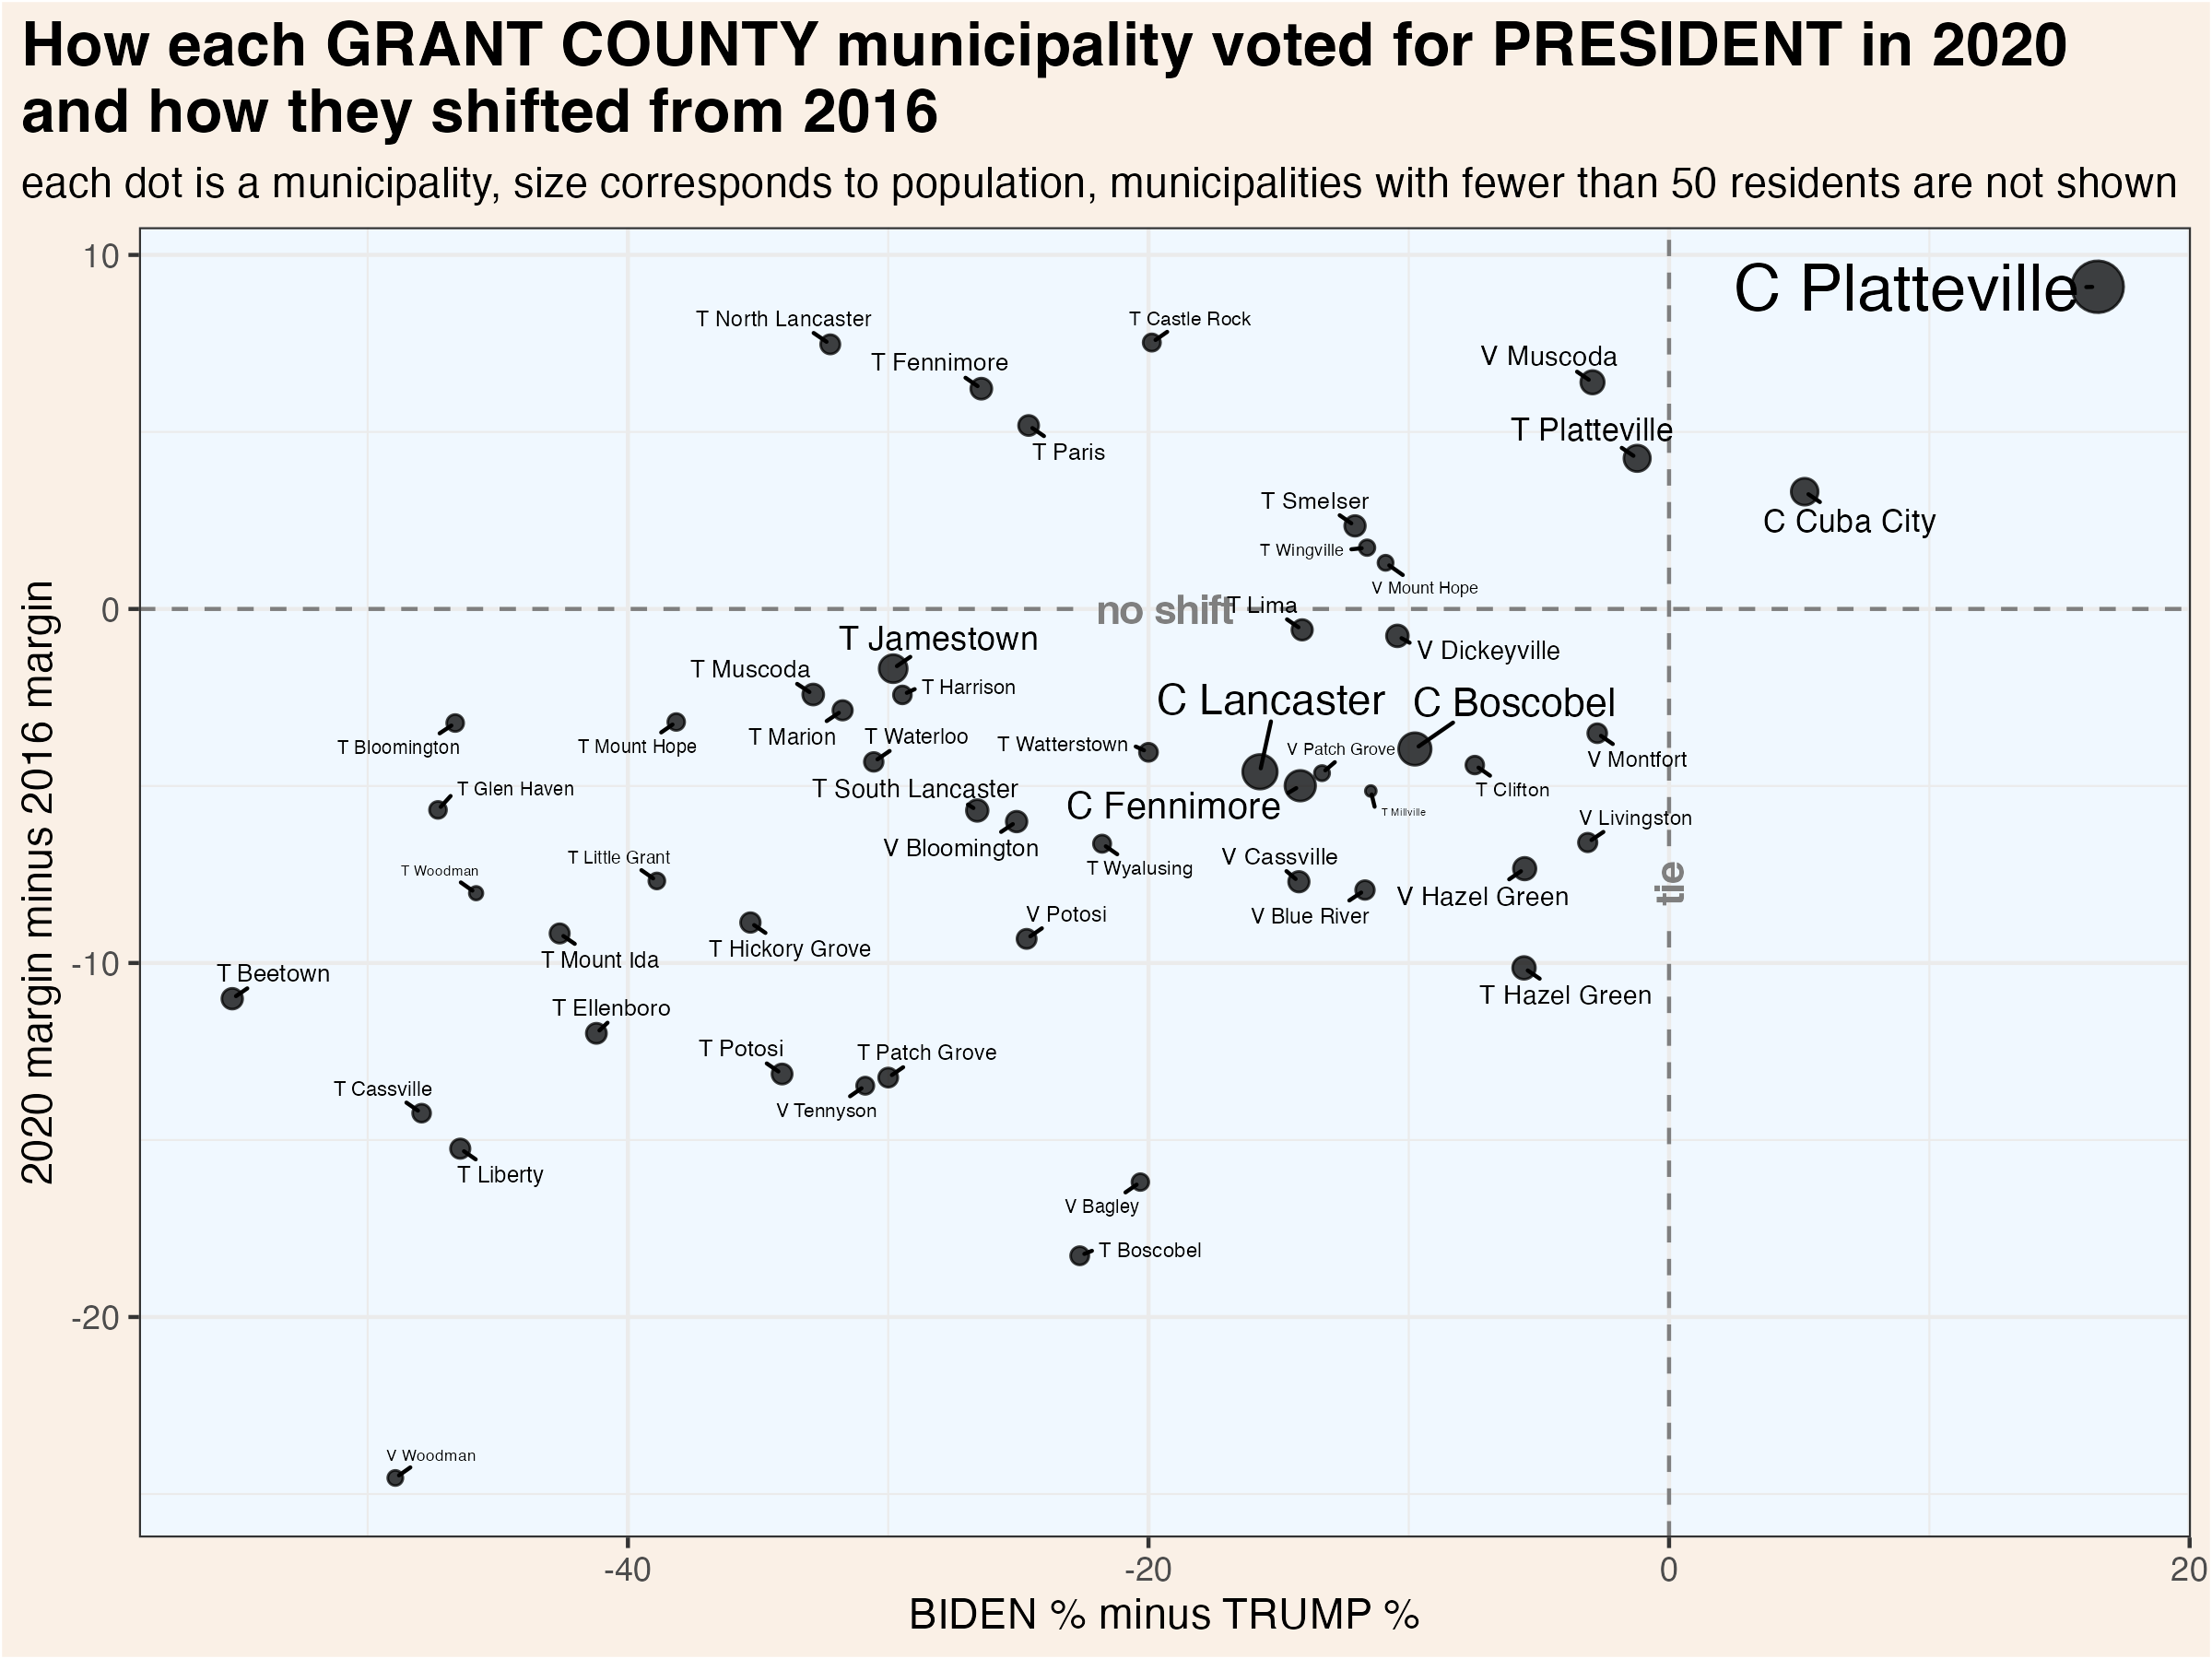 How each GRANT COUNTY municipality voted for PRESIDENT in 2020
and how they shifted from 2016
each dot is a municipality, size corresponds to population, municipalities with fewer than 50 residents are not shown
2020 margin minus 2016 margin
10
0
-10
-20
C Platteville
T North Lancaster
T Castle Rock
V Muscoda
T Fennimore
T Platteville
T Paris
T Smelser
C Cuba City
T Wingville
V Mount Hope
no shift
T Lima
T Jamestown
V Dickeyville
T Muscoda
T Harrison
C Lancaster
C Boscobel
T Marion
T Waterloo
T Bloomington
T Mount Hope
T Watterstown
V Patch Grove
V Montfort
T Glen Haven
T South Lancaster
T Clifton
C Fennimore
T Millville
V Livingston
V Bloomington
T Little Grant
T Woodman
T Wyalusing
V Cassville
V Hazel Green
tie
V Potosi
V Blue River
T Hickory Grove
T Mount Ida
T Beetown
T Hazel Green
T Ellenboro
T Potosi
T Patch Grove
T Cassville
V Tennyson
T Liberty
V Bagley
T Boscobel
V Woodman
-40
-20
0
20
BIDEN % minus TRUMP %